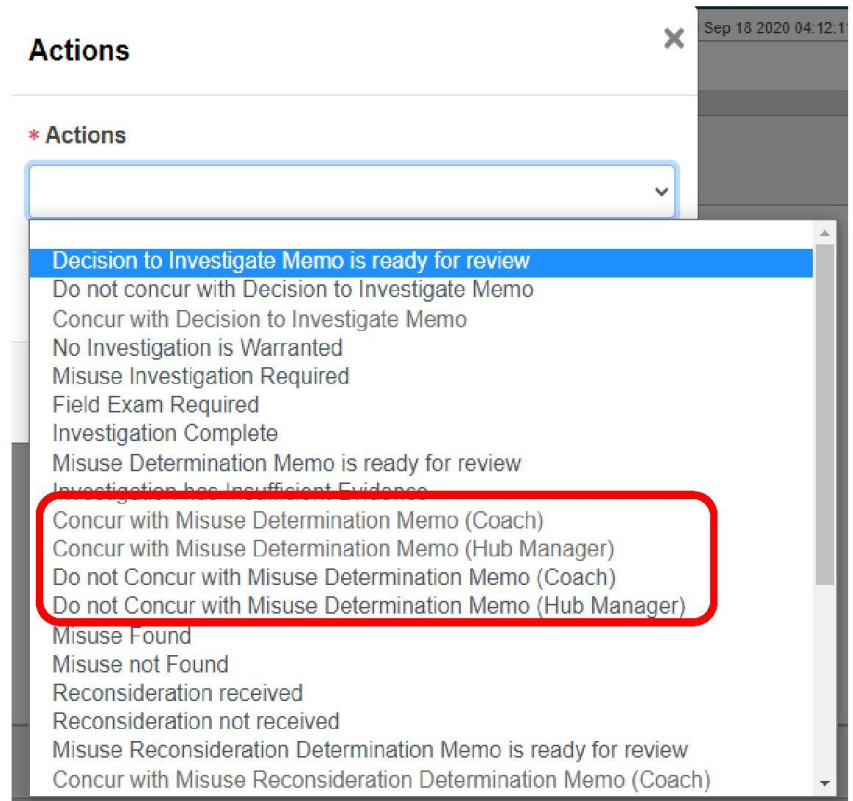 Actions
Sep 18 2020 04:12:1
* Actions
Decision to Investigate Memo is ready for review
Do not concur with Decision to Investigate Memo
Concur with Decision to Investigate Memo
No Investigation is Warranted
Misuse Investigation Required
Field Exam Required
Investigation Complete
Misuse Determination Memo is ready for review
Investigation has Insufficient Evidence
Concur with Misuse Determination Memo (Coach)
Concur with Misuse Determination Memo (Hub Manager)
Do not Concur with Misuse Determination Memo (Coach)
Do not Concur with Misuse Determination Memo (Hub Manager)
Misuse Found
Misuse not Found
Reconsideration received
Reconsideration not received
Misuse Reconsideration Determination Memo is ready for review
Concur with Misuse Reconsideration Determination Memo (Coach)